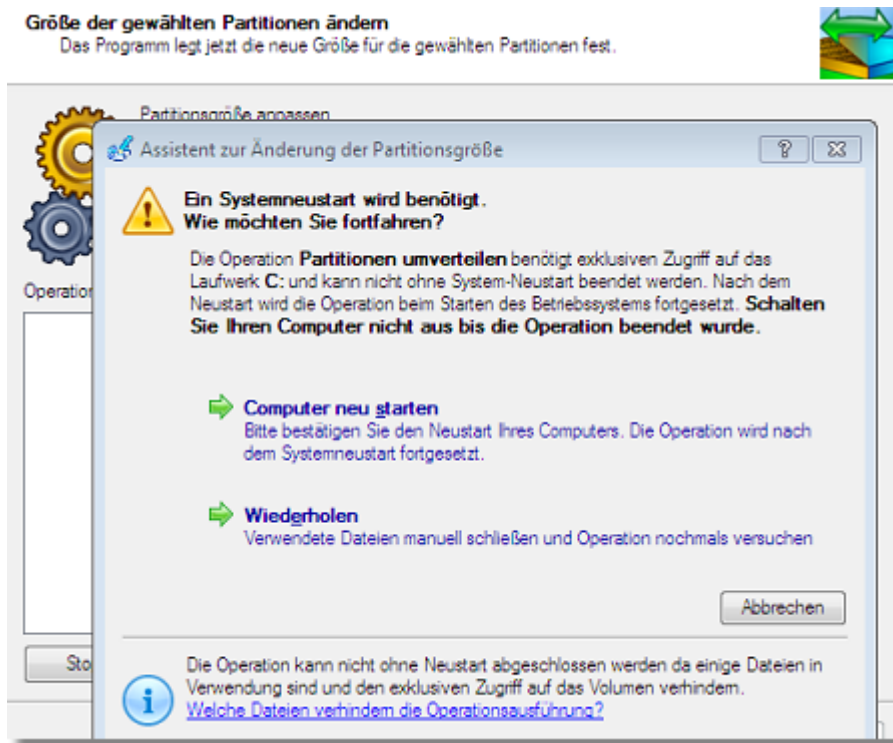 Größe der gewählten Partitionen ändern
Das Programm legt jetzt die neue Größe für die gewählten Partitionen fest.
Partitionsgröße anpassen
Assistent zur Änderung der Partitionsgröße
Ein Systemneustart wird benötigt.
Wie möchten Sie fortfahren?
Die Operation Partitionen umverteilen benötigt exklusiven Zugriff auf das
Laufwerk C: und kann nicht ohne System-Neustart beendet werden. Nach dem
Neustart wird die Operation beim Starten des Betriebssystems fortgesetzt. Schalten
Sie Ihren Computer nicht aus bis die Operation beendet wurde.
Operation
Computer neu starten
Bitte bestätigen Sie den Neustart Ihres Computers. Die Operation wird nach
dem Systemneustart fortgesetzt.
Wiederholen
Verwendete Dateien manuell schließen und Operation nochmals versuchen
Abbrechen
Sto
Die Operation kann nicht ohne Neustart abgeschlossen werden da einige Dateien in
Verwendung sind und den exklusiven Zugriff auf das Volumen verhindern.
Welche Dateien verhindern die Operationsausführung?